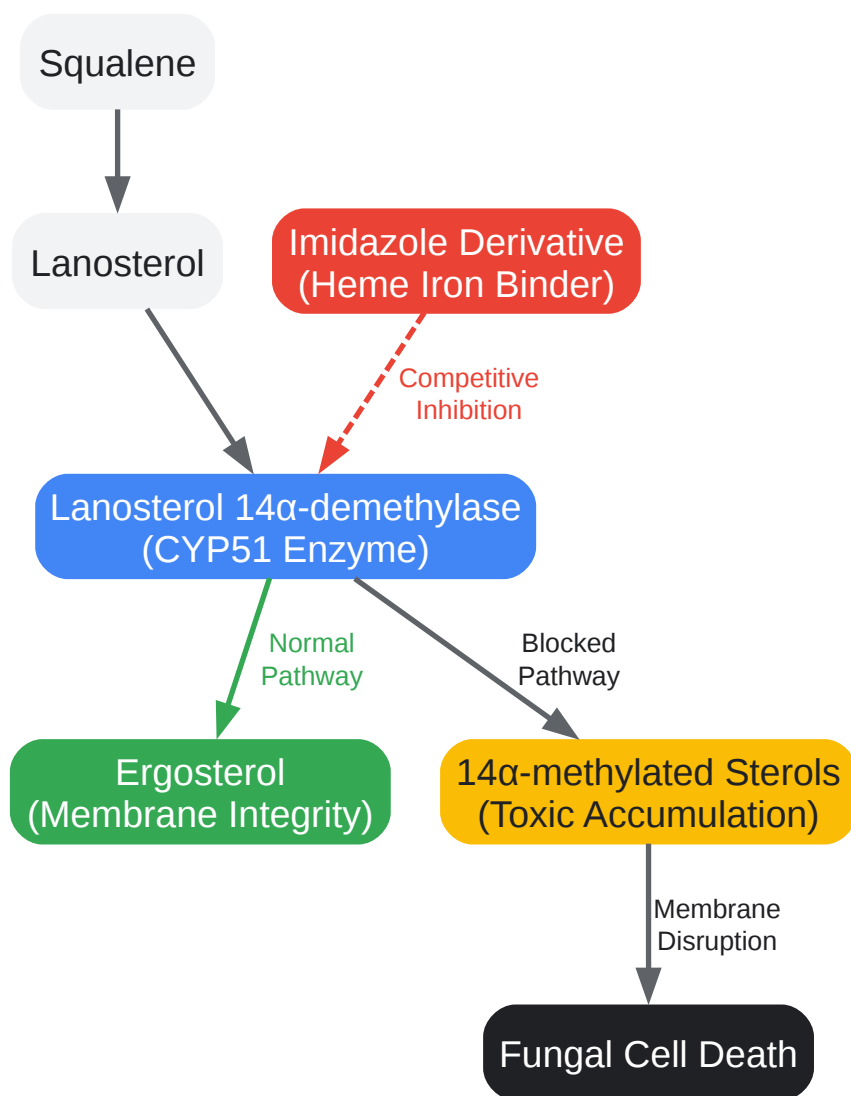 Squalene
Lanosterol
Imidazole Derivative
(Heme Iron Binder)
Competitive
Inhibition
Lanosterol 14α-demethylase
(CYP51 Enzyme)
Normal
Pathway
Blocked
Pathway
Ergosterol
(Membrane Integrity)
14α-methylated Sterols
(Toxic Accumulation)
Membrane
Disruption
Fungal Cell Death